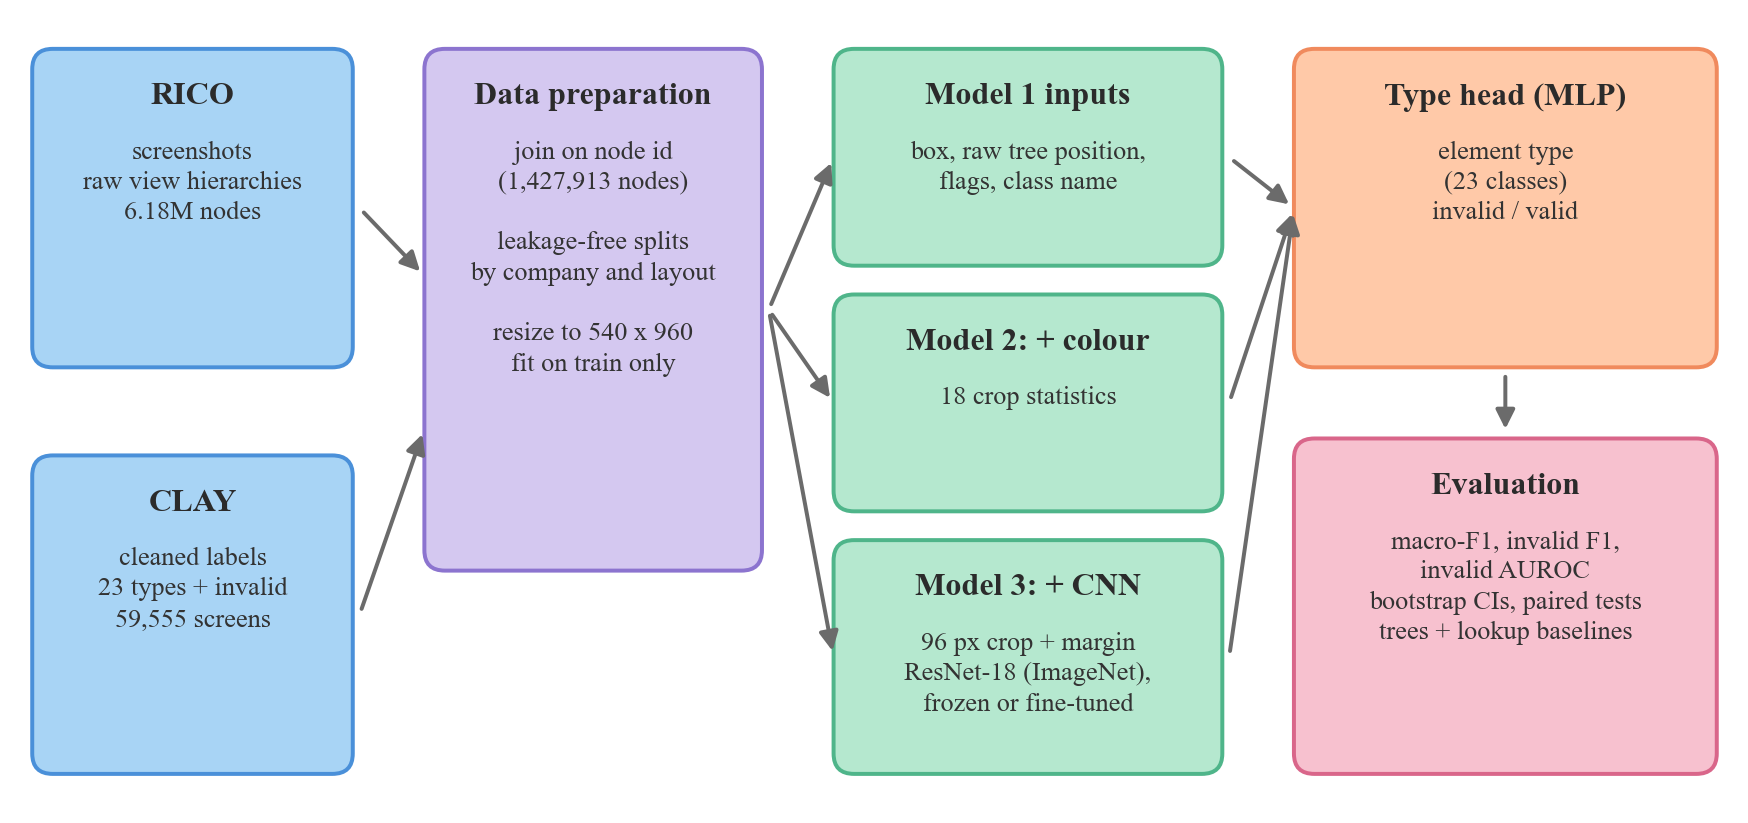 RICO
screenshots
raw view hierarchies
6.18M nodes
CLAY
cleaned labels
23 types + invalid
59,555 screens
Data preparation
join on node id
(1,427,913 nodes)
leakage-free splits
by company and layout
resize to 540 x 960
fit on train only
Model 1 inputs
box, raw tree position,
flags, class name
Model 2: + colour
18 crop statistics
Model 3: + CNN
96 px crop + margin
ResNet-18 (ImageNet),
frozen or fine-tuned
Type head (MLP)
element type
(23 classes)
invalid / valid
Evaluation
macro-F1, invalid F1,
invalid AUROC
bootstrap CIs, paired tests
trees + lookup baselines